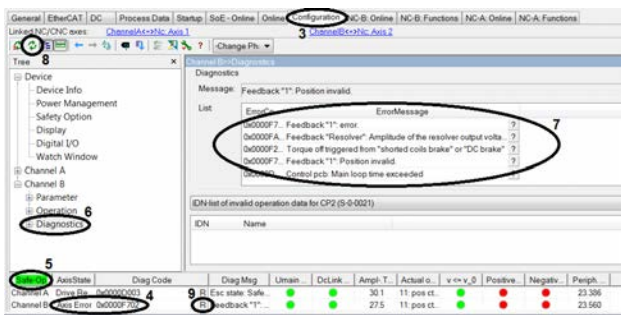 General EtherCAT DC Process Data Startup SoE - Online Online Configuration NC-B: Online NC-B: Functions NC-A: Online NC-A: Functions
Linked NC/CNC axes: ChannelA<->Nc: Axis 1 3 ChannelB<->Nc: Axis 2
-Change Ph
8
Tree × Channel B>>Diagnostics
Device
Device Info
Power Management
Safety Option
Display
Digital I/O
Watch Window
Channel A
Channel B
Parameter
6
Operation
Diagnostics
Diagnostics
Message: Feedback "1": Position invalid.
List ErrorCo... ErrorMessage 7
0x0000F7... Feedback "1": error. ?
0x0000FA... Feedback "Resolver": Amplitude of the resolver output volta... ?
0x0000F2... Torque off triggered from "shorted coils brake" or "DC brake" ?
0x0000F7... Feedback "1": Position invalid. ?
Control pcb: Main loop time exceeded ?
IDN-list of invalid operation data for CP2 (S-0-0021)
IDN Name
5
Safe-Op AxisState Diag Code Diag Msg Umain... DcLink... Ampl- T... Actual o... v <= v_0 Positive... Negativ... Periph...
Channel A Drive Re... 0x0000D003 4 R Esc state: Safe... 30.1 11: pos ct... 23.386
Channel B Axis Error 0x0000F702 9 R Feedback "1":... 27.5 11: pos ct... 23.560